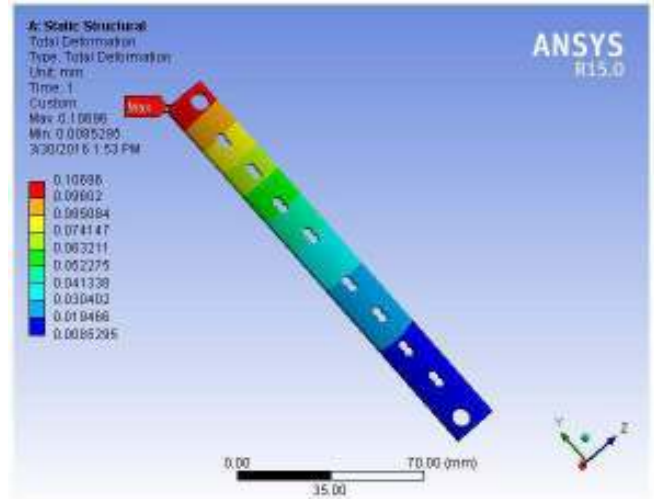 A: Static Structural
Total Deformation
Type: Total Deformation
Unit: mm
Time: 1
Custom
Max: 0.10696
Min: 0.0085295
3/30/2016 1:53 PM
0.10696
0.09602
0.085084
0.074147
0.063211
0.052275
0.041338
0.030402
0.019466
0.0085295
Max
ANSYS
R15.0
0.00
70.00 (mm)
35.00
Y
Z